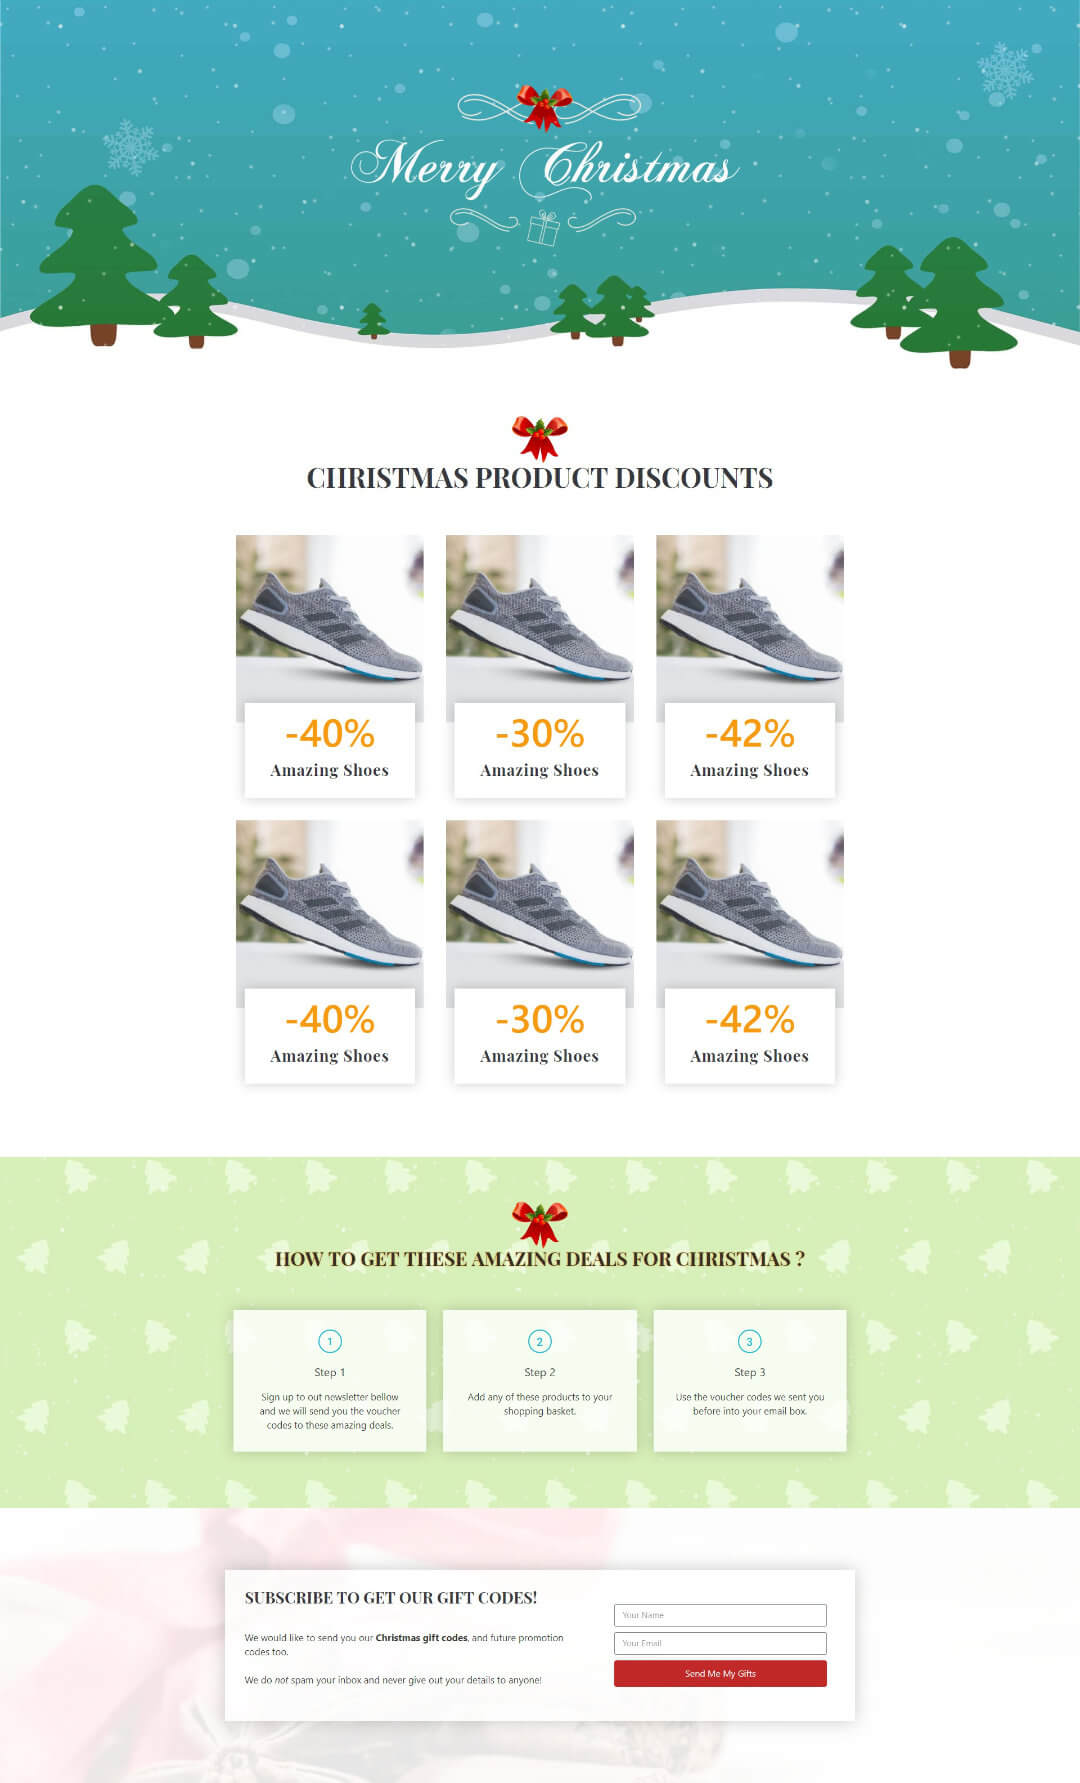 Merry Christmas
CHRISTMAS PRODUCT DISCOUNTS
-40%
Amazing Shoes
-30%
Amazing Shoes
-42%
Amazing Shoes
-40%
Amazing Shoes
-30%
Amazing Shoes
-42%
Amazing Shoes
HOW TO GET THESE AMAZING DEALS FOR CHRISTMAS ?
1
Step 1
Sign up to out newsletter bellow
and we will send you the voucher
codes to these amazing deals.
2
Step 2
Add any of these products to your
shopping basket.
3
Step 3
Use the voucher codes we sent you
before into your email box.
SUBSCRIBE TO GET OUR GIFT CODES!
We would like to send you our Christmas gift codes, and future promotion
codes too.
We do not spam your inbox and never give out your details to anyone!
Your Name
Your Email
Send Me My Gifts